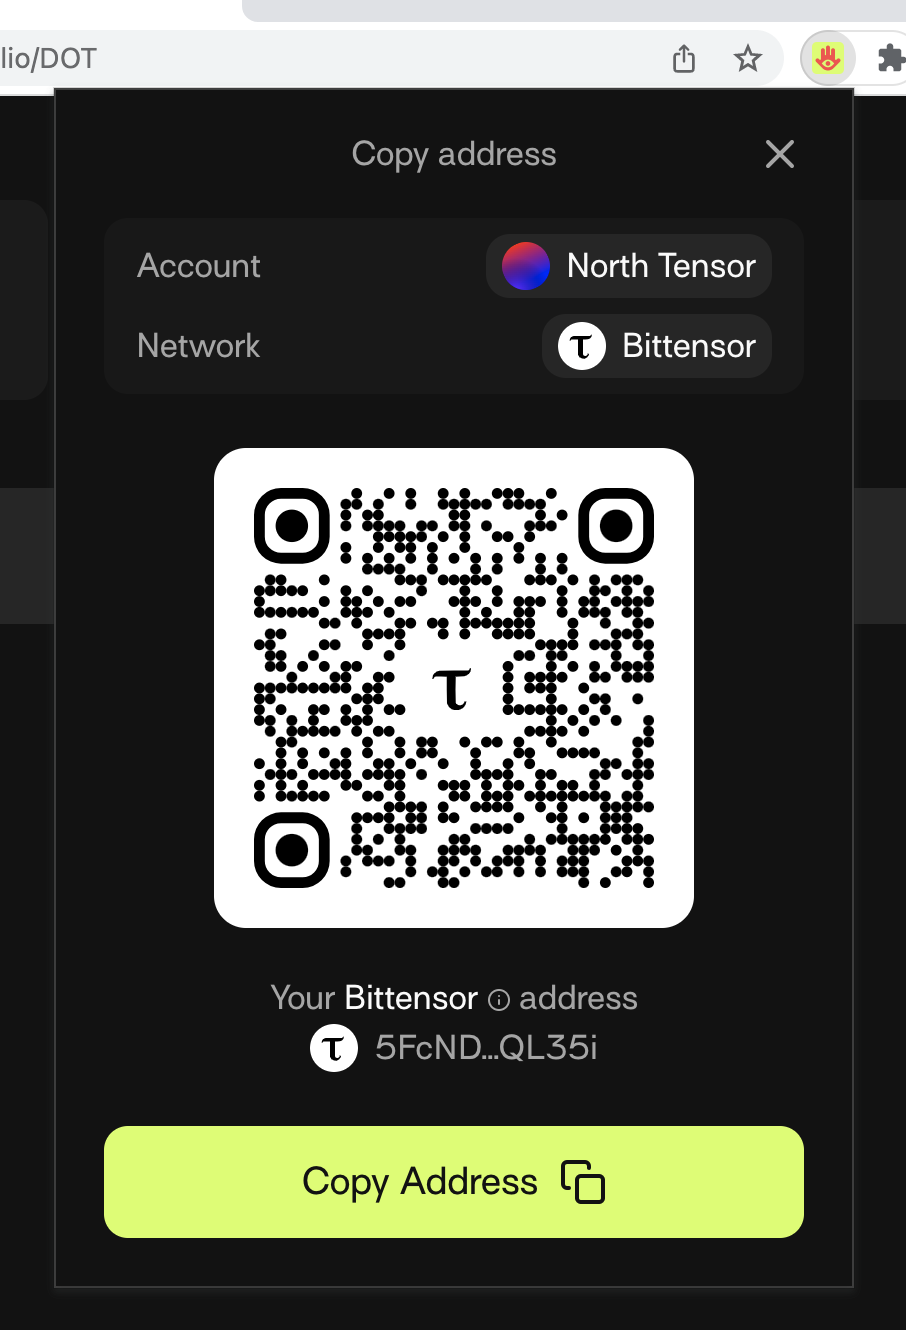 lio/DOT
Copy address
Account North Tensor
Network τ Bittensor
τ
Your Bittensor address
τ 5FcND...QL35i
Copy Address